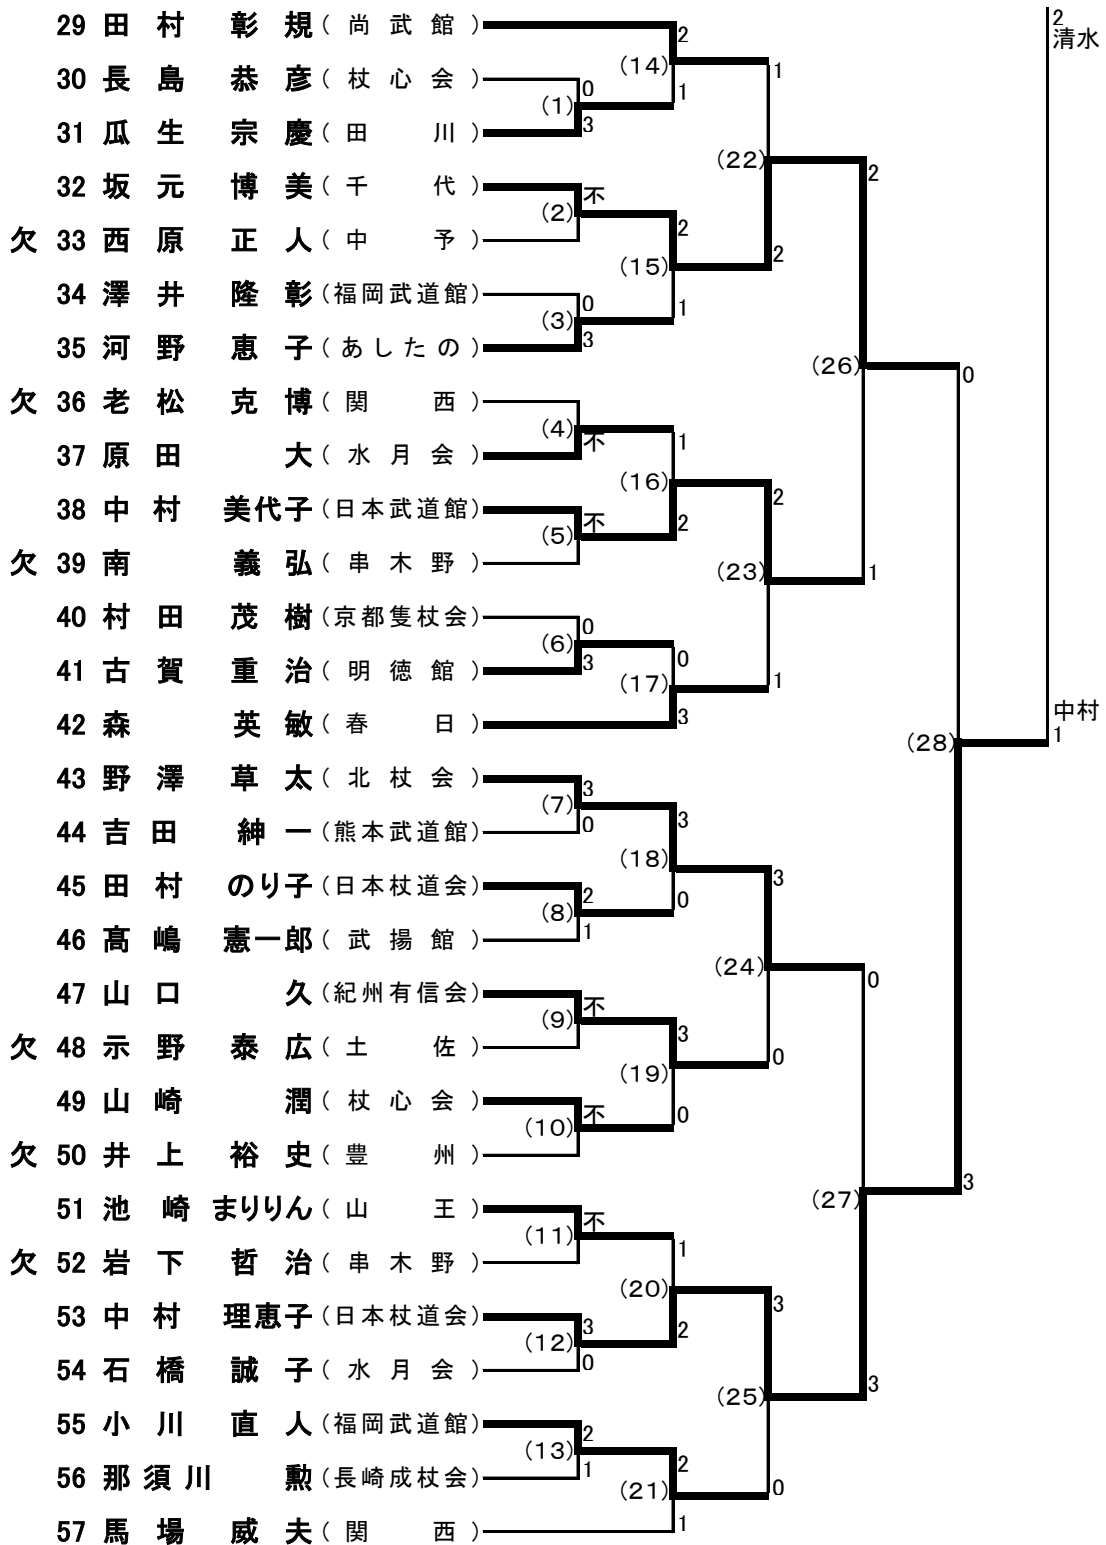 29 田村 彰規(尚武館)
30 長島 恭彦(杖心会)
31 瓜生 宗慶(田川)
32 坂元 博美(千代)
欠 33 西原 正人(中予)
34 澤井 隆彰(福岡武道館)
35 河野 恵子(あしたの)
欠 36 老松 克博(関西)
37 原田 大(水月会)
38 中村 美代子(日本武道館)
欠 39 南 義弘(串木野)
40 村田 茂樹(京都隻杖会)
41 古賀 重治(明徳館)
42 森 英敏(春日)
43 野澤 草太(北杖会)
44 吉田 紳一(熊本武道館)
45 田村 のり子(日本杖道会)
46 髙嶋 憲一郎(武揚館)
47 山口 久(紀州有信会)
欠 48 示野 泰広(土佐)
49 山崎 潤(杖心会)
欠 50 井上 裕史(豊州)
51 池崎 まりりん(山王)
欠 52 岩下 哲治(串木野)
53 中村 理恵子(日本杖道会)
54 石橋 誠子(水月会)
55 小川 直人(福岡武道館)
56 那須川 勲(長崎成杖会)
57 馬場 威夫(関西)
0
(1)
3
不
(2)
0
(3)
3
(4)
不
不
(5)
0
(6)
3
3
(7)
0
2
(8)
1
不
(9)
不
(10)
不
(11)
3
(12)
0
2
(13)
1
2
(14)
1
2
(15)
1
1
(16)
2
0
(17)
3
3
(18)
0
3
(19)
0
1
(20)
2
2
(21)
1
1
(22)
2
2
(23)
1
3
(24)
0
3
(25)
0
2
(26)
1
0
(27)
3
0
(28)
3
2
清水
中村
1